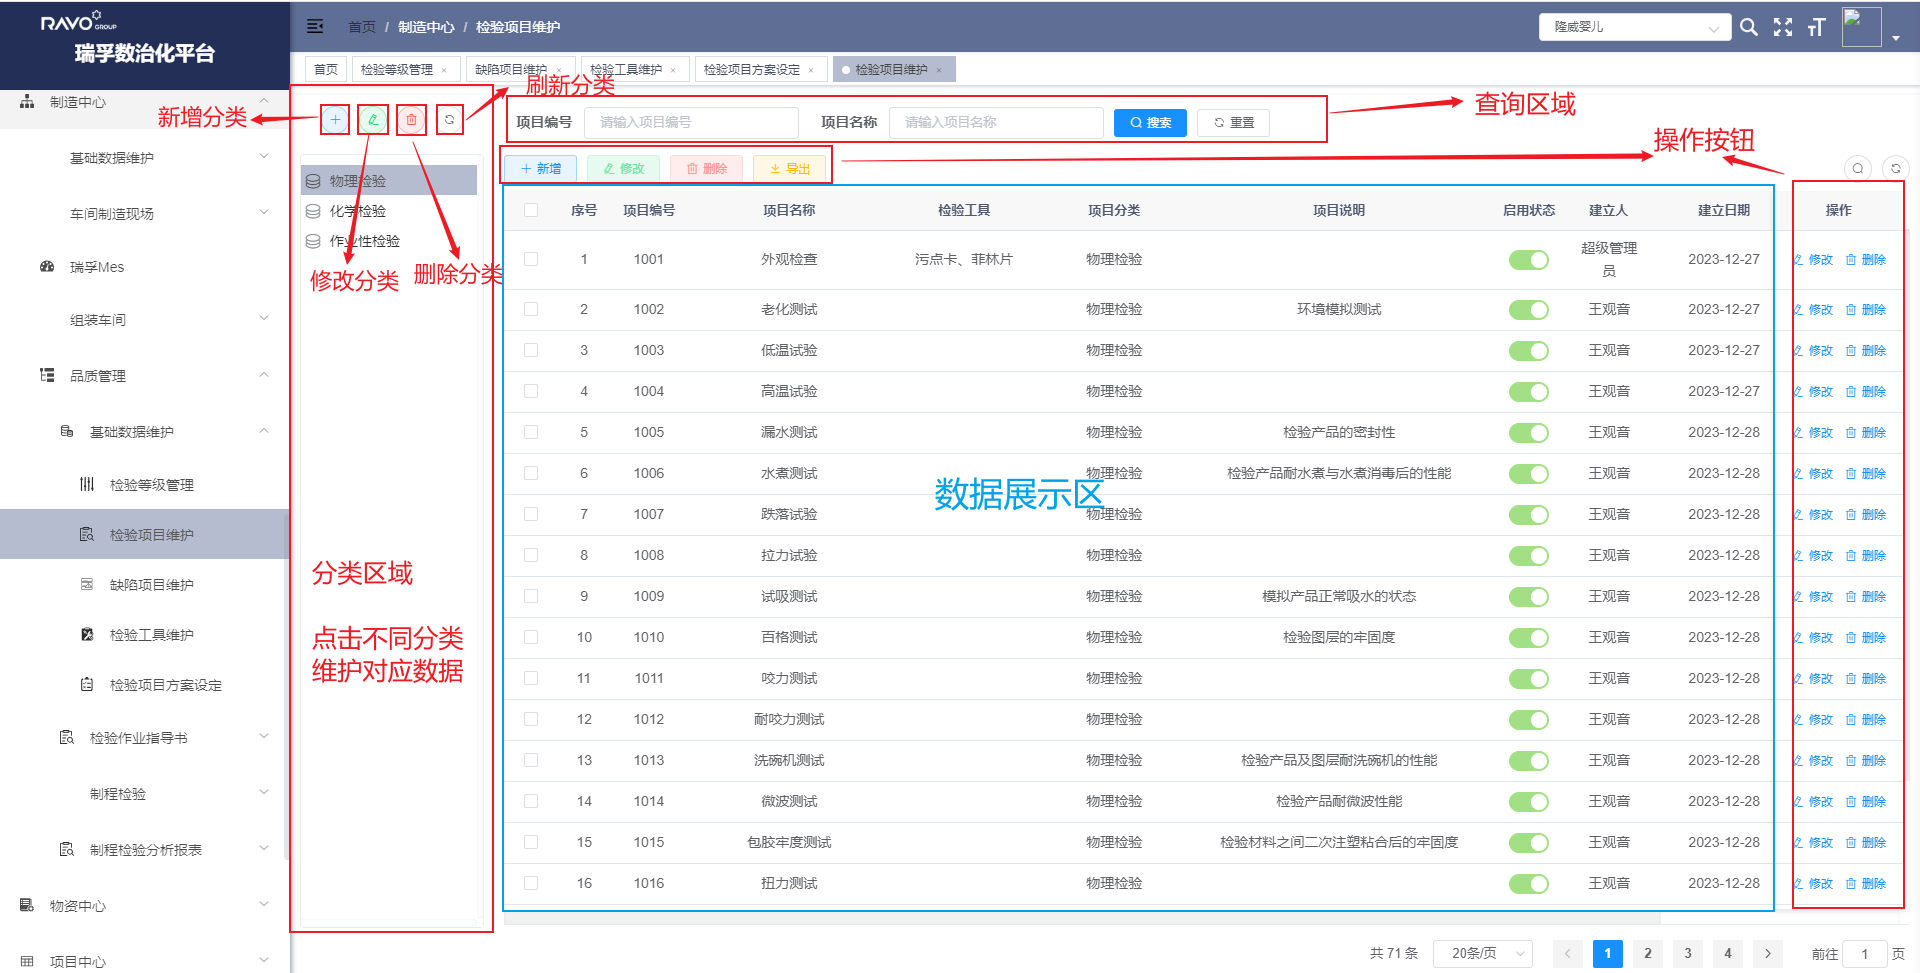 RAVO GROUP
瑞孚数治化平台
首页 / 制造中心 / 检验项目维护
隆威婴儿
首页
检验等级管理 ×
缺陷项目维护 ×
检验工具维护 ×
检验项目方案设定 ×
检验项目维护 ×
制造中心
基础数据维护
车间制造现场
瑞孚Mes
组装车间
品质管理
基础数据维护
检验等级管理
检验项目维护
缺陷项目维护
检验工具维护
检验项目方案设定
检验作业指导书
制程检验
制程检验分析报表
物资中心
项目中心
新增分类
刷新分类
修改分类
删除分类
物理检验
化学检验
作业性检验
分类区域
点击不同分类
维护对应数据
项目编号 请输入项目编号 项目名称 请输入项目名称 搜索 重置
查询区域
操作按钮
新增 修改 删除 导出
序号 项目编号 项目名称 检验工具 项目分类 项目说明 启用状态 建立人 建立日期 操作
1 1001 外观检查 污点卡、菲林片 物理检验 超级管理员 2023-12-27 修改 删除
2 1002 老化测试 物理检验 环境模拟测试 王观音 2023-12-27 修改 删除
3 1003 低温试验 物理检验 王观音 2023-12-27 修改 删除
4 1004 高温试验 物理检验 王观音 2023-12-27 修改 删除
5 1005 漏水测试 物理检验 检验产品的密封性 王观音 2023-12-28 修改 删除
6 1006 水煮测试 物理检验 检验产品耐水煮与水煮消毒后的性能 王观音 2023-12-28 修改 删除
数据展示区
7 1007 跌落试验 物理检验 王观音 2023-12-28 修改 删除
8 1008 拉力试验 物理检验 王观音 2023-12-28 修改 删除
9 1009 试吸测试 物理检验 模拟产品正常吸水的状态 王观音 2023-12-28 修改 删除
10 1010 百格测试 物理检验 检验图层的牢固度 王观音 2023-12-28 修改 删除
11 1011 咬力测试 物理检验 王观音 2023-12-28 修改 删除
12 1012 耐咬力测试 物理检验 王观音 2023-12-28 修改 删除
13 1013 洗碗机测试 物理检验 检验产品及图层耐洗碗机的性能 王观音 2023-12-28 修改 删除
14 1014 微波测试 物理检验 检验产品耐微波性能 王观音 2023-12-28 修改 删除
15 1015 包胶牢度测试 物理检验 检验材料之间二次注塑粘合后的牢固度 王观音 2023-12-28 修改 删除
16 1016 扭力测试 物理检验 王观音 2023-12-28 修改 删除
共 71 条 20条/页 1 2 3 4 前往 1 页